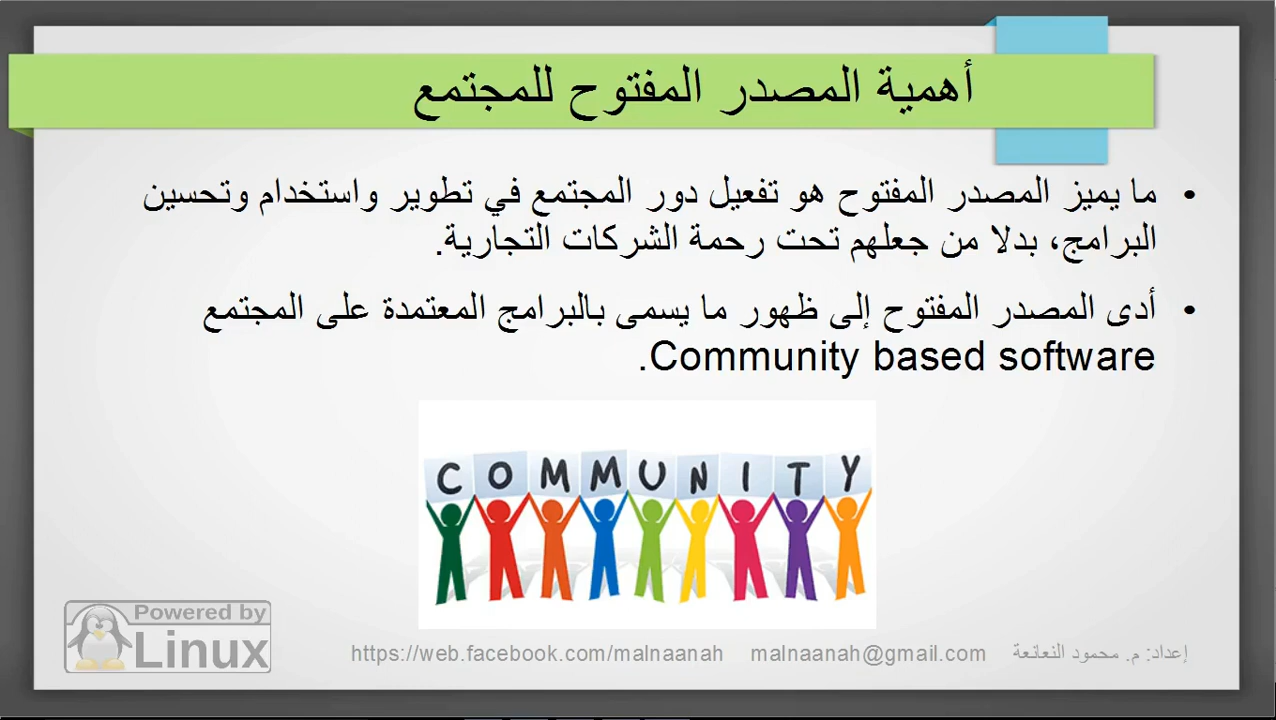 أهمية المصدر المفتوح للمجتمع
• ما يميز المصدر المفتوح هو تفعيل دور المجتمع في تطوير واستخدام وتحسين
البرامج، بدلا من جعلهم تحت رحمة الشركات التجارية.
• أدى المصدر المفتوح إلى ظهور ما يسمى بالبرامج المعتمدة على المجتمع
Community based software.
COMMUNITY
Powered by
Linux
إعداد: م. محمود النعانعة malnaanah@gmail.com https://web.facebook.com/malnaanah